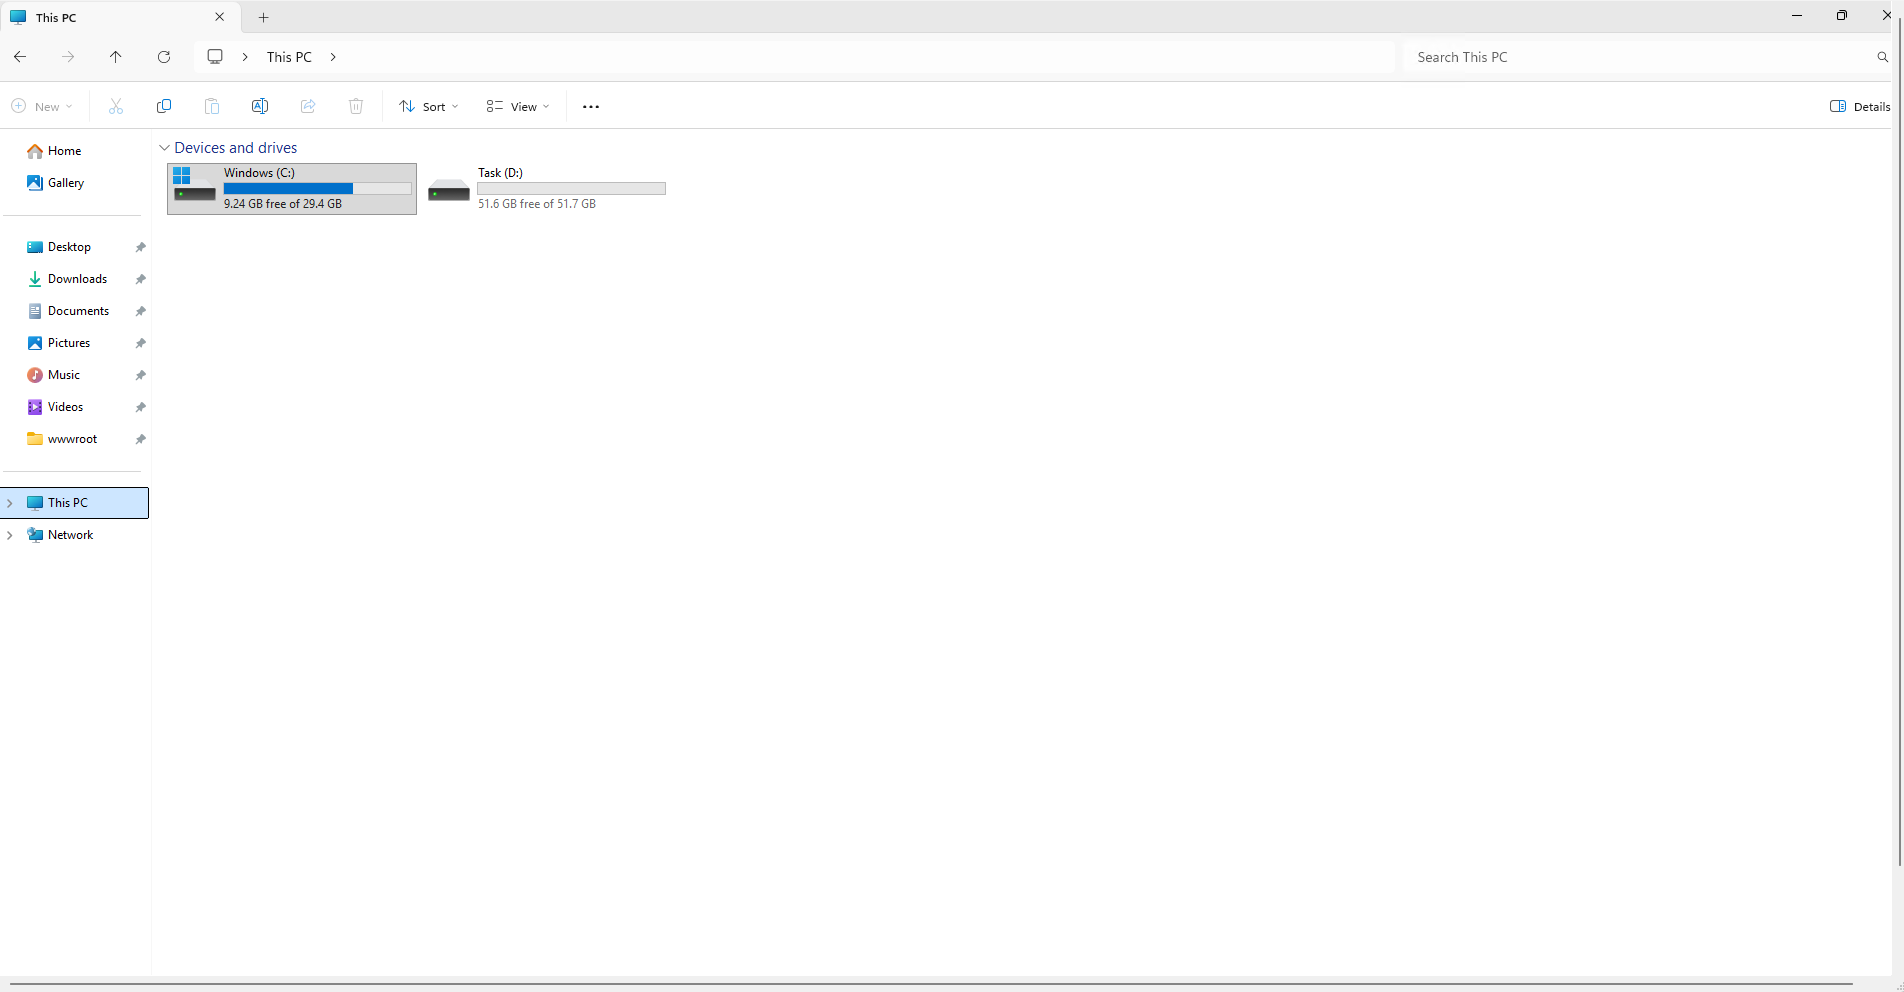 This PC
This PC
Search This PC
New
Sort
View
Details
Home
Gallery
Desktop
Downloads
Documents
Pictures
Music
Videos
wwwroot
This PC
Network
Devices and drives
Windows (C:)
9.24 GB free of 29.4 GB
Task (D:)
51.6 GB free of 51.7 GB